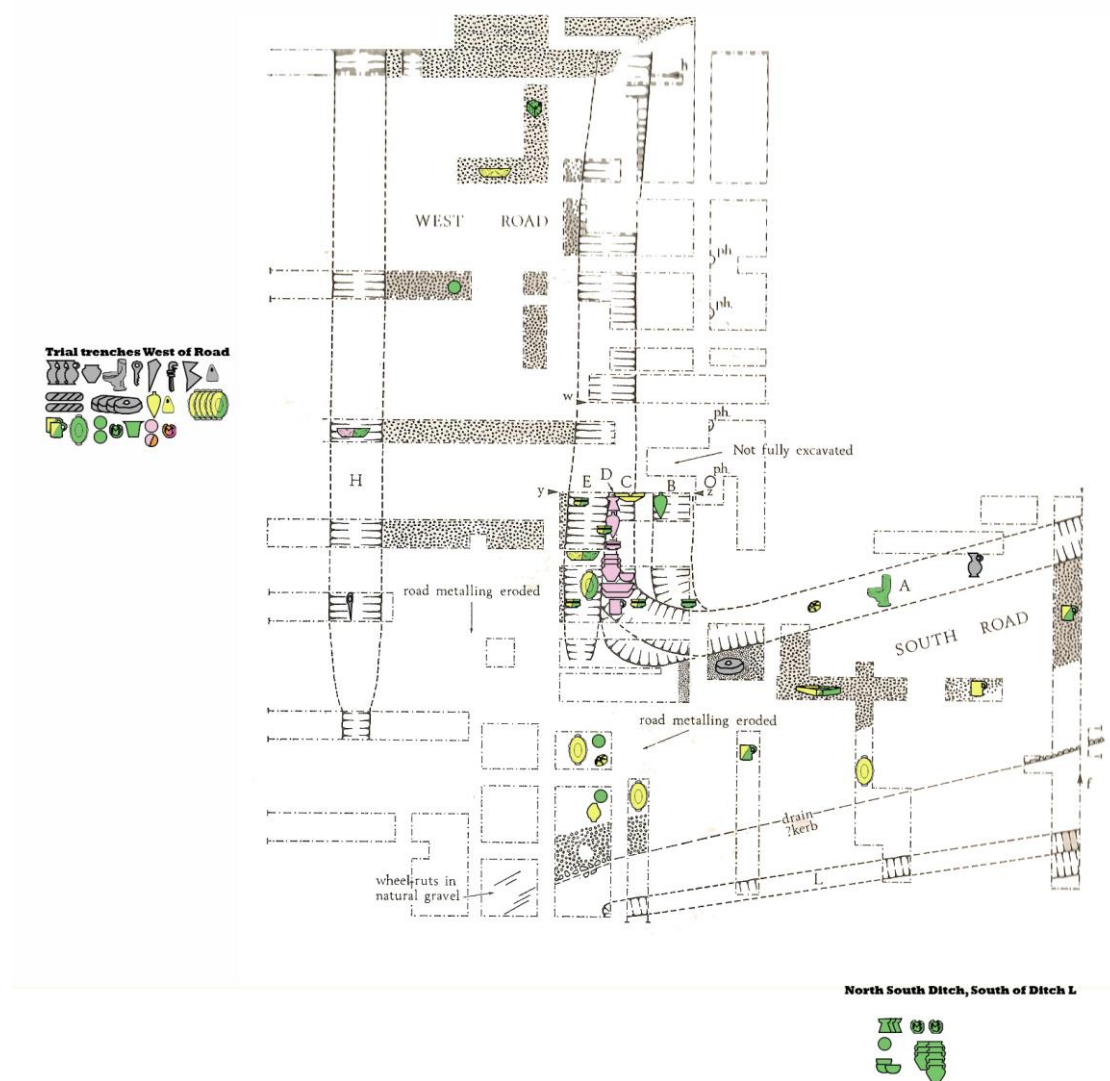 h
WEST ROAD
ph.
ph.
Trial trenches West of Road
w
ph.
Not fully excavated
H
y
E
D
C
B
z
ph.
A
road metalling eroded
SOUTH ROAD
road metalling eroded
f
drain
?kerb
L
wheel-ruts in
natural gravel
North South Ditch, South of Ditch L